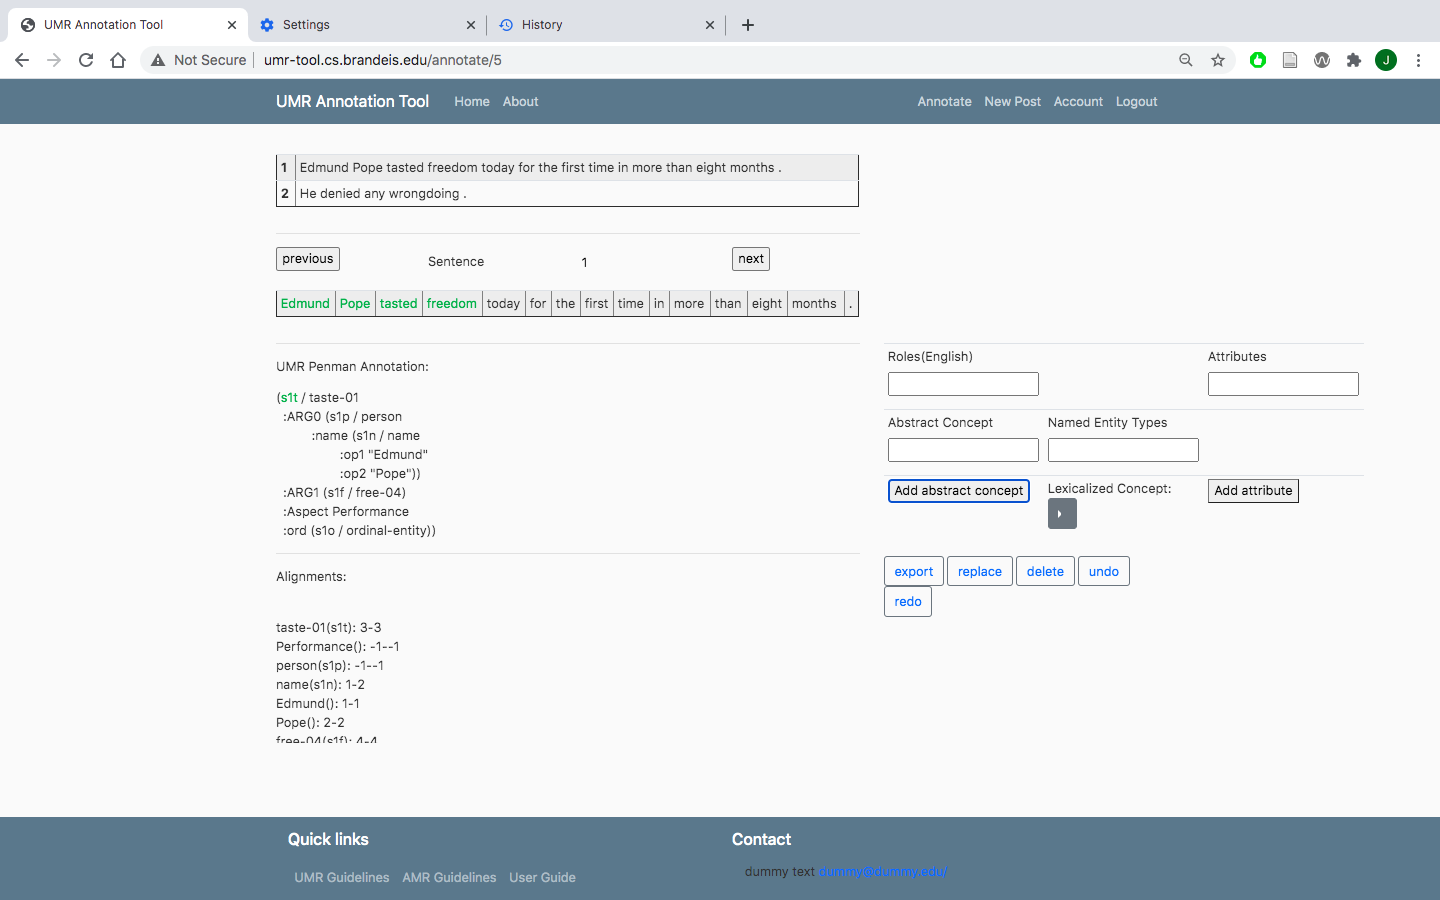 UMR Annotation Tool
Settings
History
Not Secure
umr-tool.cs.brandeis.edu/annotate/5
J
UMR Annotation Tool
Home
About
Annotate
New Post
Account
Logout
1 Edmund Pope tasted freedom today for the first time in more than eight months .
2 He denied any wrongdoing .
previous
Sentence
1
next
Edmund Pope tasted freedom today for the first time in more than eight months .
UMR Penman Annotation:
(s1t / taste-01
:ARG0 (s1p / person
:name (s1n / name
:op1 "Edmund"
:op2 "Pope"))
:ARG1 (s1f / free-04)
:Aspect Performance
:ord (s1o / ordinal-entity))
Alignments:
taste-01(s1t): 3-3
Performance(): -1--1
person(s1p): -1--1
name(s1n): 1-2
Edmund(): 1-1
Pope(): 2-2
free-04(s1f): 4-4
Roles(English)
Attributes
Abstract Concept
Named Entity Types
Add abstract concept
Lexicalized Concept:
Add attribute
export
replace
delete
undo
redo
Quick links
UMR Guidelines
AMR Guidelines
User Guide
Contact
dummy text dummy@dummy.edu/